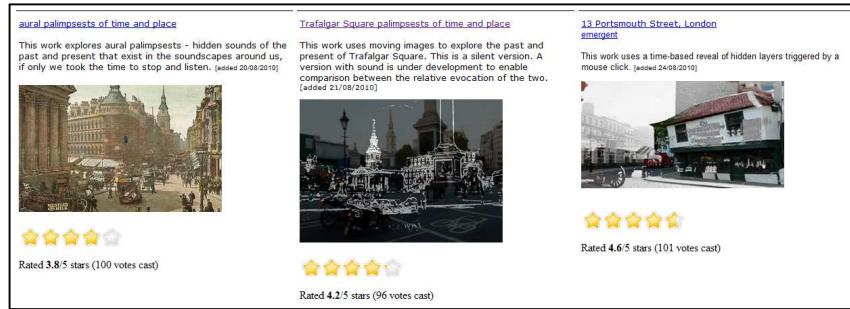 aural palimpsests of time and place
This work explores aural palimpsests - hidden sounds of the
past and present that exist in the soundscapes around us,
if only we took the time to stop and listen. [added 20/08/2010]
Rated 3.8/5 stars (100 votes cast)
Trafalgar Square palimpsests of time and place
This work uses moving images to explore the past and
present of Trafalgar Square. This is a silent version. A
version with sound is under development to enable
comparison between the relative evocation of the two.
[added 21/08/2010]
Rated 4.2/5 stars (96 votes cast)
13 Portsmouth Street, London
emergent
This work uses a time-based reveal of hidden layers triggered by a
mouse click. [added 24/08/2010]
Rated 4.6/5 stars (101 votes cast)